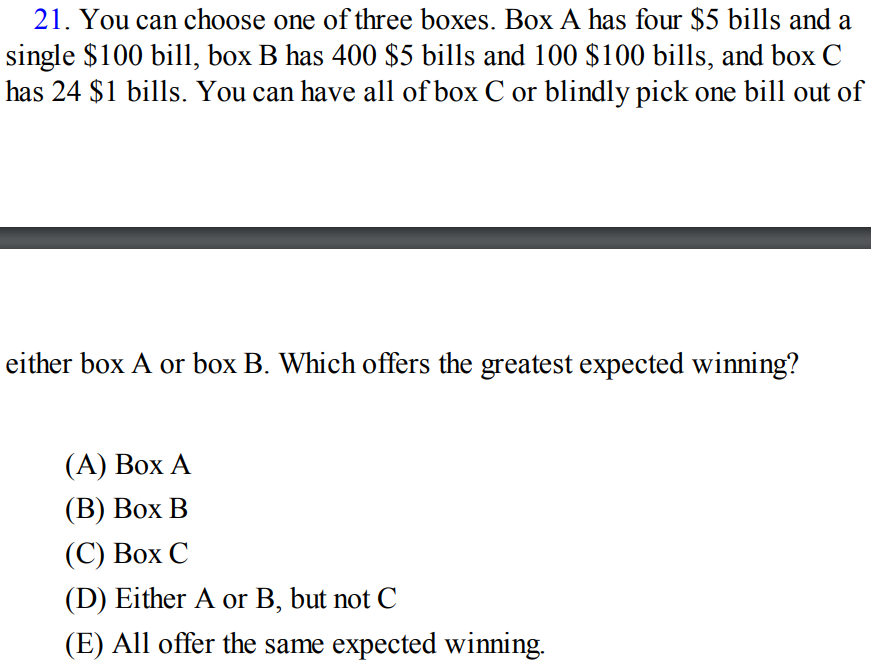 21. You can choose one of three boxes. Box A has four $5 bills and a
single $100 bill, box B has 400 $5 bills and 100 $100 bills, and box C
has 24 $1 bills. You can have all of box C or blindly pick one bill out of
either box A or box B. Which offers the greatest expected winning?
(A) Box A
(B) Box B
(C) Box C
(D) Either A or B, but not C
(E) All offer the same expected winning.